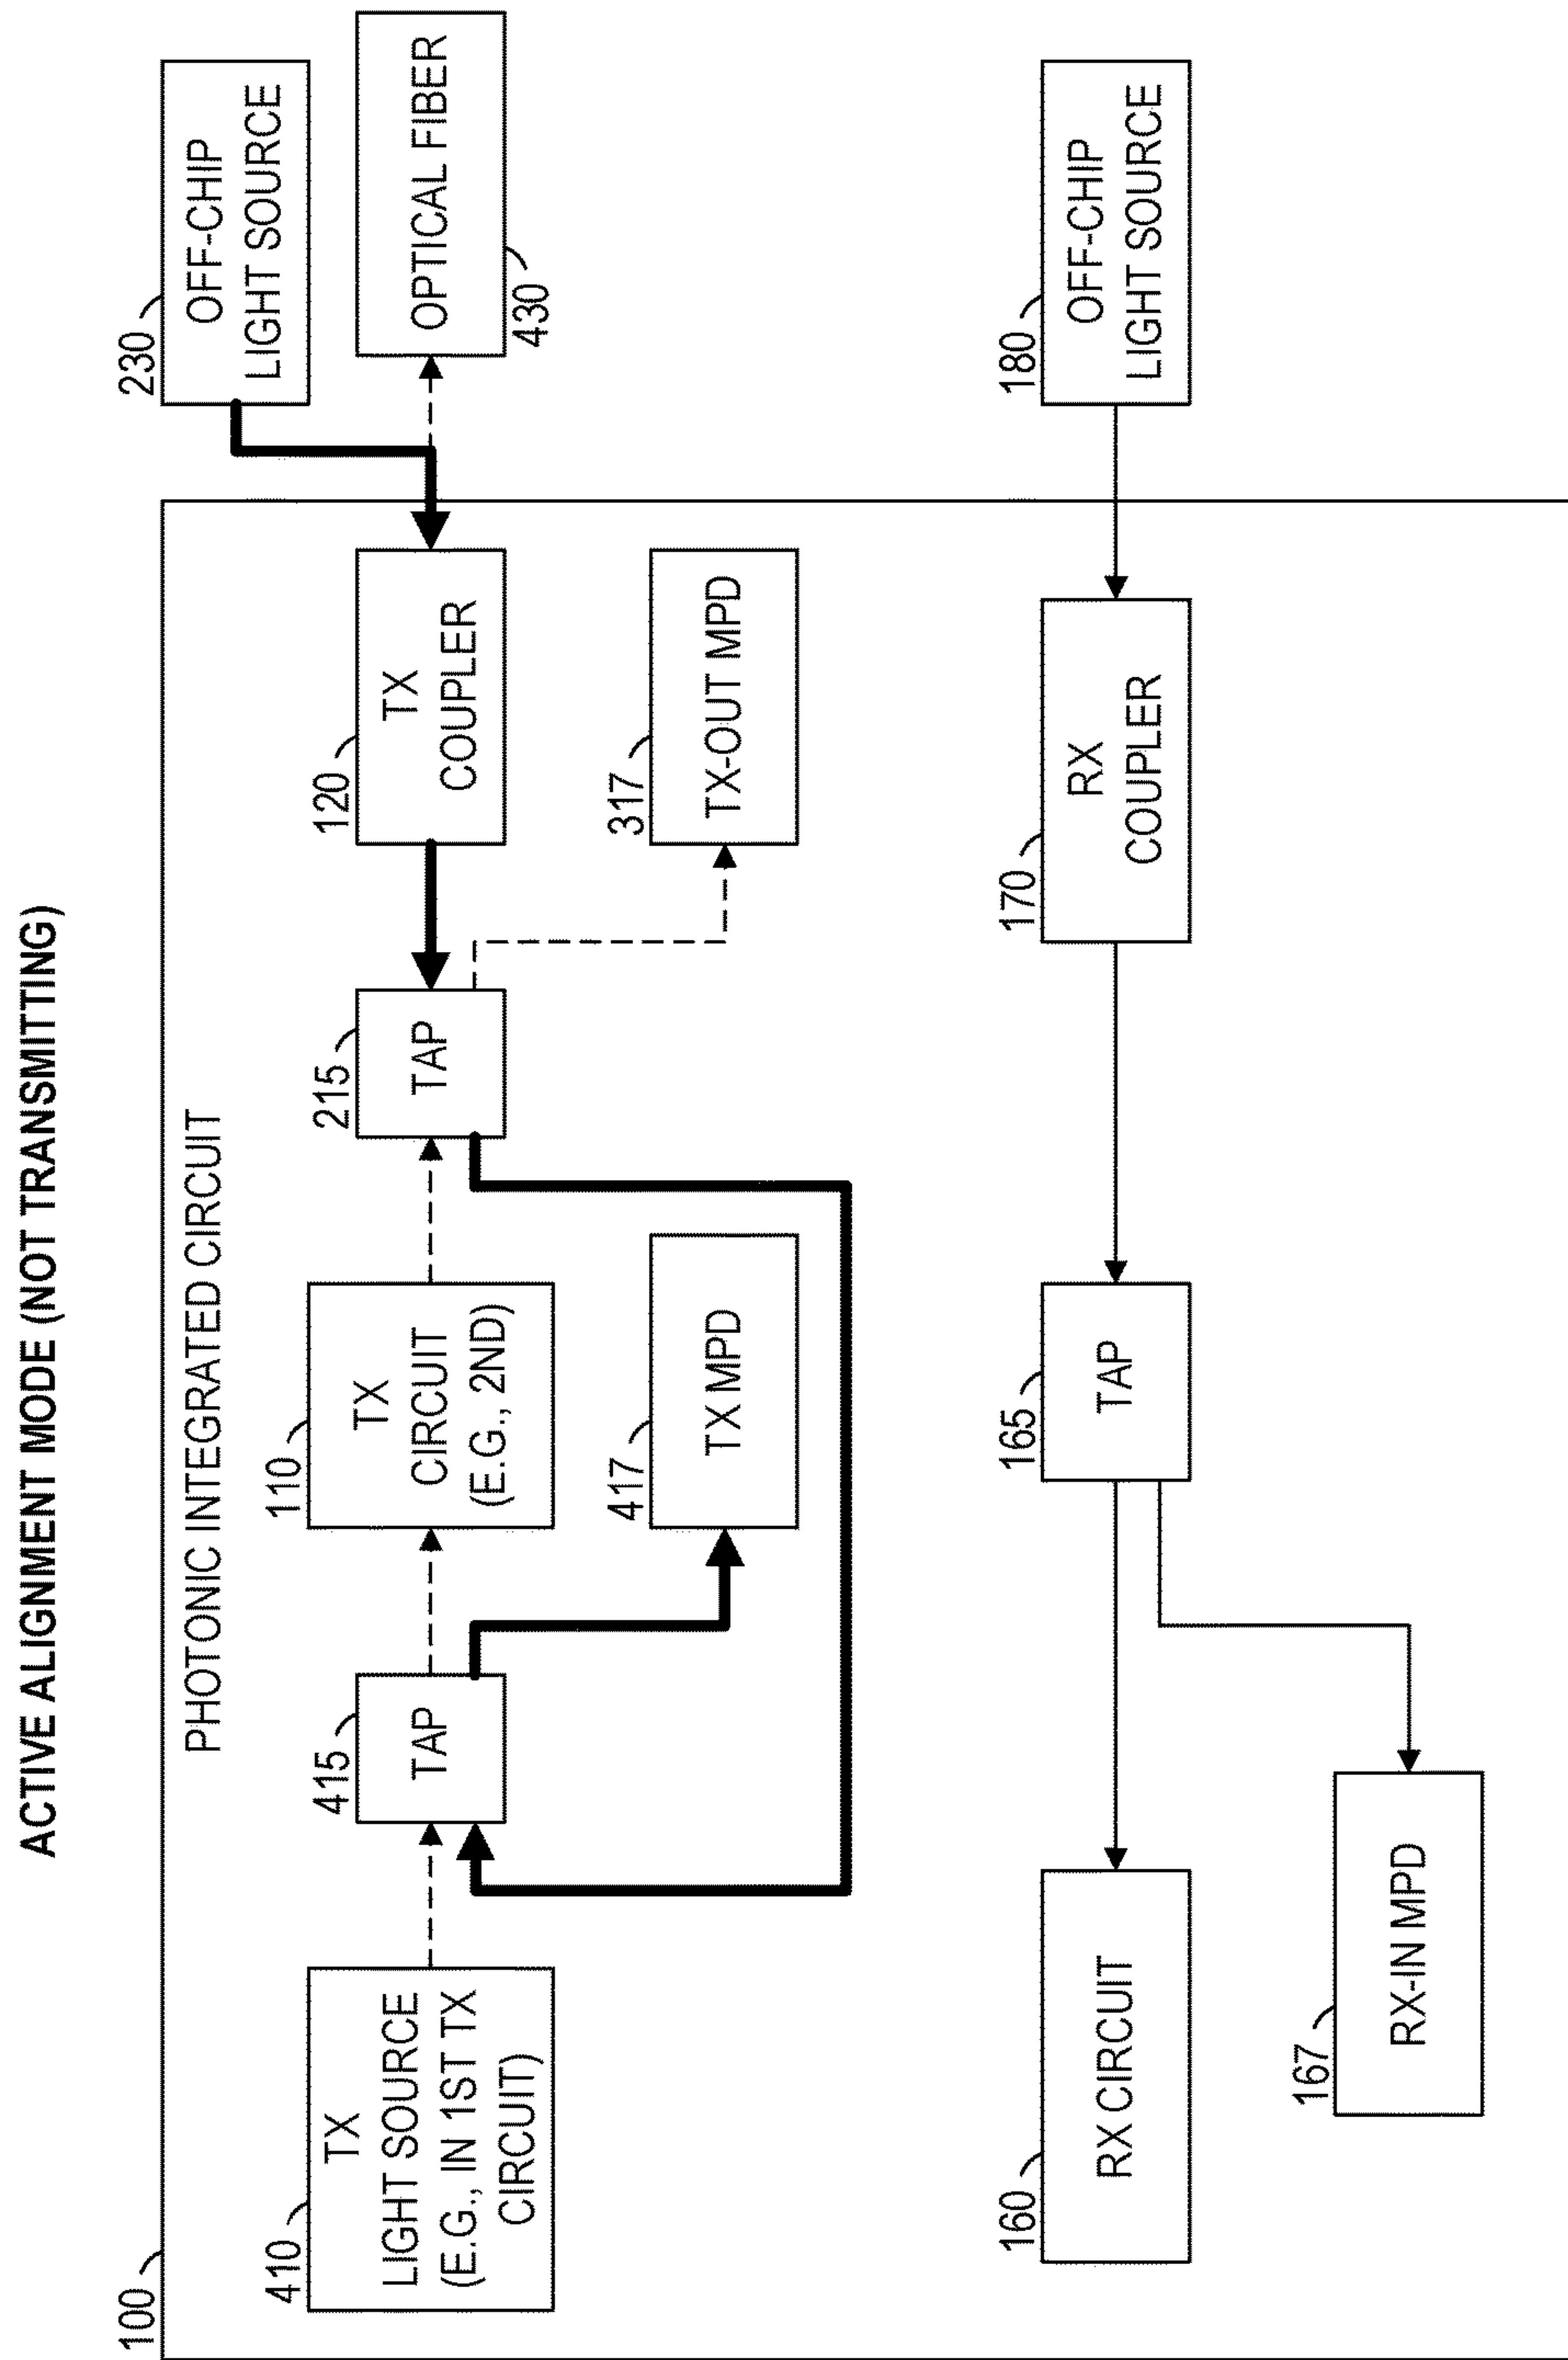 ACTIVE ALIGNMENT MODE (NOT TRANSMITTING)
100
PHOTONIC INTEGRATED CIRCUIT
410
TX
LIGHT SOURCE
(E.G., IN 1ST TX
CIRCUIT)
415
TAP
110
TX
CIRCUIT
(E.G., 2ND)
215
TAP
120
TX
COUPLER
230
OFF-CHIP
LIGHT SOURCE
OPTICAL FIBER
430
417
TX MPD
317
TX-OUT MPD
160
RX CIRCUIT
165
TAP
170
RX
COUPLER
180
OFF-CHIP
LIGHT SOURCE
167
RX-IN MPD